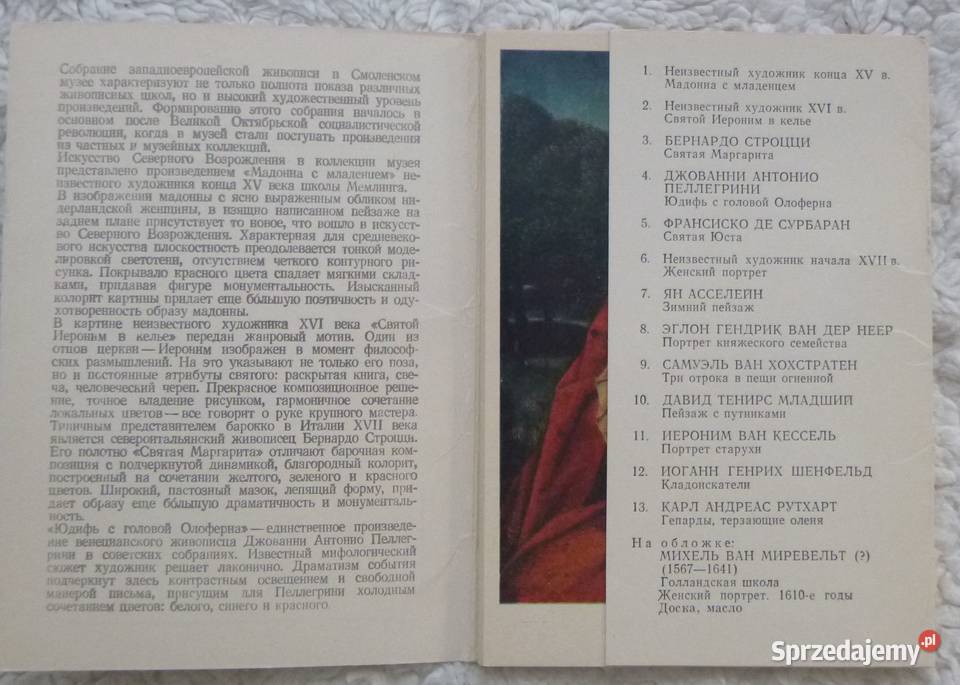 Собрание западноевропейской живописи в Смоленском
музее характеризуют не только полнота показа различных
живописных школ, но и высокий художественный уровень
произведений. Формированию этого собрания началось в
основном после Великой Октябрьской социалистической
революции, когда в музей стали поступать произведения
из частных и музейных коллекций.
Искусство Северного Возрождения в коллекции музея
представлено произведением «Мадонна с младенцем» не-
известного художника конца XV века школы Мемлинга.
В изображении мадонны с ясно выраженным обликом ни-
дерландской женщины, в изящно написанном пейзаже на
заднем плане присутствует то новое, что вошло в искусст-
во Северного Возрождения. Характерная для средневеко-
вого искусства плоскостность преодолевается тонкой моде-
лировкой светотени, отсутствием четкого контурного ри-
сунка. Покрывало красного цвета спадает мягкими склад-
ками, придавая фигуре монументальность. Изысканный
колорит картины придает еще бо́льшую поэтичность и оду-
хотворенность образу мадонны.
В картине неизвестного художника XVI века «Святой
Иероним в келье» передан жанровый мотив. Один из
отцов церкви — Иероним изображен в момент философ-
ских размышлений. На это указывают не только его поза,
но и постоянные атрибуты святого: раскрытая книга, све-
ча, человеческий череп. Прекрасное композиционное реше-
ние, точное владение рисунком, гармоничное сочетание
локальных цветов — все говорит о руке крупного мастера.
Типичным представителем барокко в Италии XVII века
является североитальянский живописец Бернардо Строцци.
Его полотно «Святая Маргарита» отличают барочная ком-
позиция с подчеркнутой динамикой, благородный колорит,
построенный на сочетании желтого, зеленого и красного
цветов. Широкий, пастозный мазок, лепящий форму, при-
дает образу еще бо́льшую драматичность и монументаль-
ность.
«Юдифь с головой Олоферна» — единственное произведе-
ние венецианского живописца Джованни Антонио Пеллег-
рини в советских собраниях. Известный мифологический
сюжет художник решает лаконично. Драматизм события
подчеркнут здесь контрастным освещением и свободной
манерой письма, присущим для Пеллегрини холодным
сочетанием цветов: белого, синего и красного.
1. Неизвестный художник конца XV в.
Мадонна с младенцем
2. Неизвестный художник XVI в.
Святой Иероним в келье
3. БЕРНАРДО СТРОЦЦИ
Святая Маргарита
4. ДЖОВАННИ АНТОНИО
ПЕЛЛЕГРИНИ
Юдифь с головой Олоферна
5. ФРАНСИСКО ДЕ СУРБАРАН
Святая Юста
6. Неизвестный художник начала XVII в.
Женский портрет
7. ЯН АССЕЛЕЙН
Зимний пейзаж
8. ЭГЛОН ГЕНДРИК ВАН ДЕР НЕЕР
Портрет княжеского семейства
9. САМУЭЛЬ ВАН ХОХСТРАТЕН
Три отрока в пещи огненной
10. ДАВИД ТЕНИРС МЛАДШИЙ
Пейзаж с путниками
11. ИЕРОНИМ ВАН КЕССЕЛЬ
Портрет старухи
12. ИОГАНН ГЕНРИХ ШЕНФЕЛЬД
Кладоискатели
13. КАРЛ АНДРЕАС РУТХАРТ
Гепарды, терзающие оленя
На обложке:
МИХЕЛЬ ВАН МИРЕВЕЛЬТ (?)
(1567—1641)
Голландская школа
Женский портрет. 1610-е годы
Доска, масло
Sprzedajemy.pl